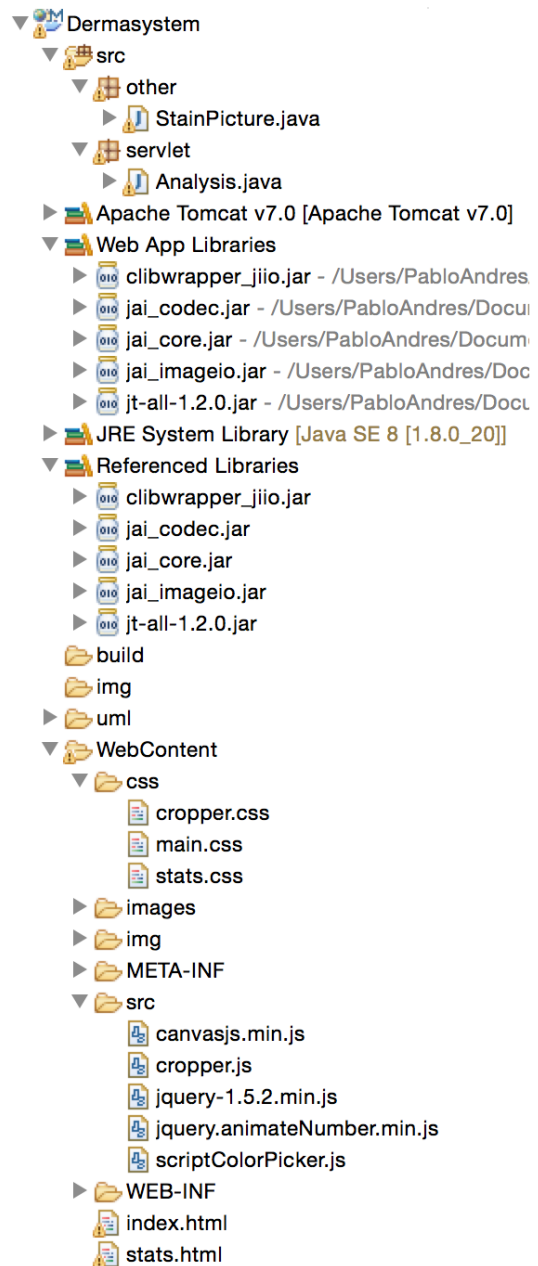 Dermasystem
src
other
StainPicture.java
servlet
Analysis.java
Apache Tomcat v7.0 [Apache Tomcat v7.0]
Web App Libraries
clibwrapper_jiio.jar - /Users/PabloAndres/
jai_codec.jar - /Users/PabloAndres/Docu
jai_core.jar - /Users/PabloAndres/Docum
jai_imageio.jar - /Users/PabloAndres/Doc
jt-all-1.2.0.jar - /Users/PabloAndres/Docu
JRE System Library [Java SE 8 [1.8.0_20]]
Referenced Libraries
clibwrapper_jiio.jar
jai_codec.jar
jai_core.jar
jai_imageio.jar
jt-all-1.2.0.jar
build
img
uml
WebContent
css
cropper.css
main.css
stats.css
images
img
META-INF
src
canvasjs.min.js
cropper.js
jquery-1.5.2.min.js
jquery.animateNumber.min.js
scriptColorPicker.js
WEB-INF
index.html
stats.html